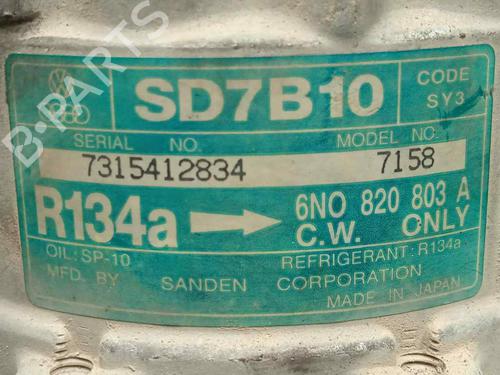 B-PARTS
SD7B10
CODE
SY3
SERIAL NO.
MODEL NO.
7315412834
7158
R134a
6N0 820 803 A
C.W. ONLY
OIL: SP-10
REFRIGERANT: R134a
MFD. BY SANDEN CORPORATION
MADE IN JAPAN